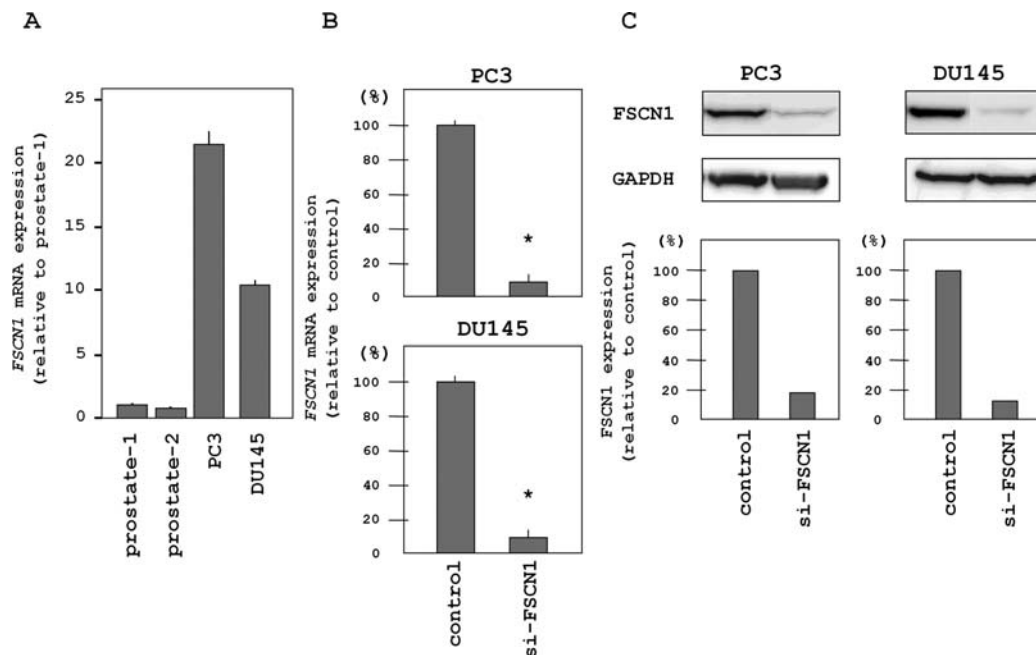 A
FSCN1 mRNA expression
(relative to prostate-1)
25
20
15
10
5
0
prostate-1
prostate-2
PC3
DU145
B
FSCN1 mRNA expression
(relative to control)
PC3
(%)
100
80
60
40
20
0
*
DU145
(%)
100
80
60
40
20
0
*
control
si-FSCN1
C
PC3
DU145
FSCN1
GAPDH
FSCN1 expression
(relative to control)
(%)
100
80
60
40
20
0
control
si-FSCN1
(%)
100
80
60
40
20
0
control
si-FSCN1